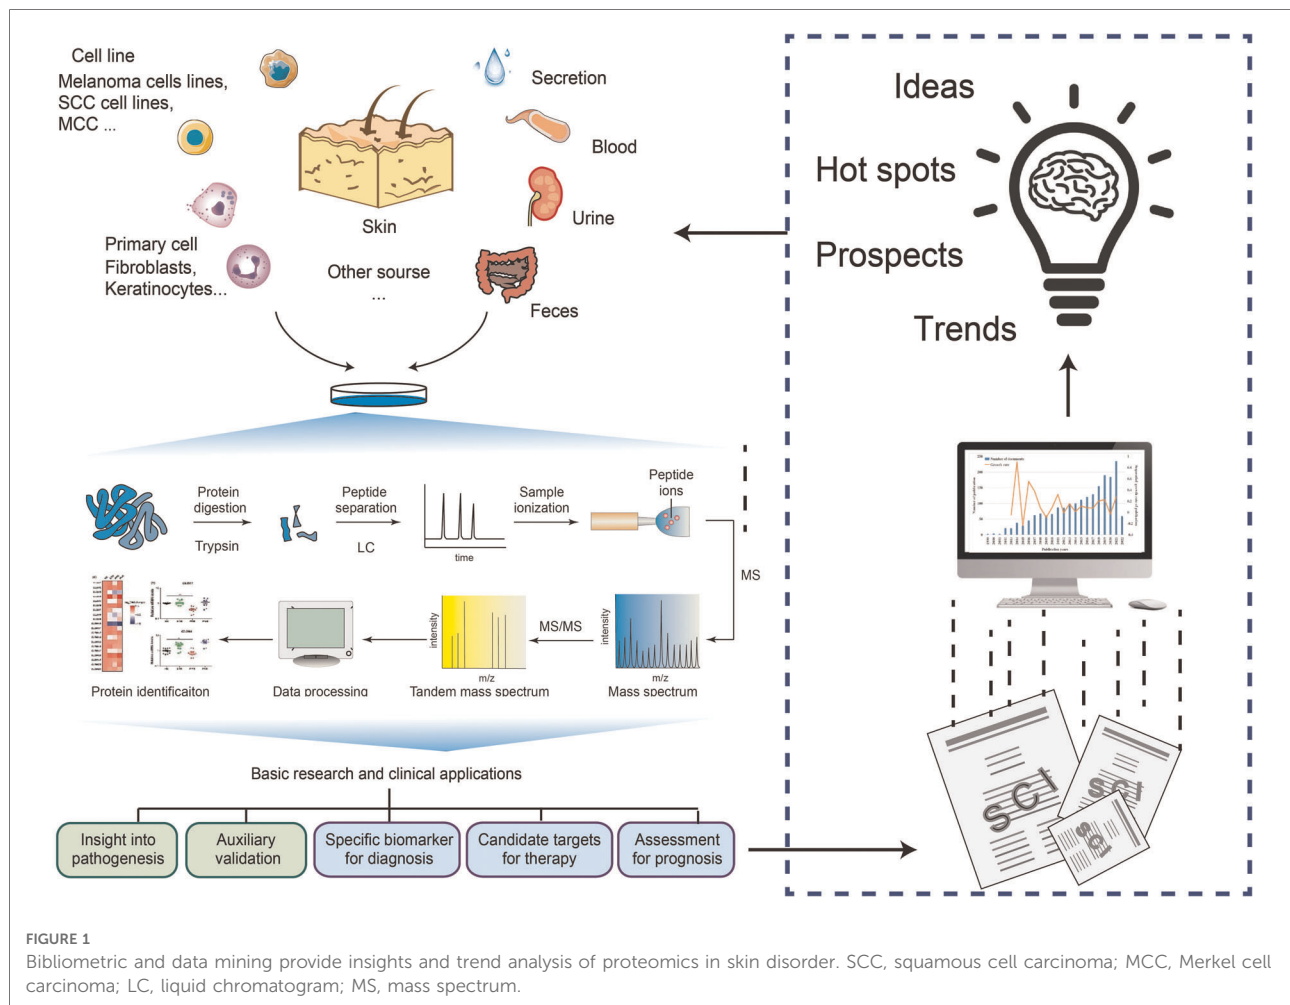 Cell line
Melanoma cells lines,
SCC cell lines,
MCC ...
Primary cell
Fibroblasts,
Keratinocytes...
Skin
Other sourse
...
Secretion
Blood
Urine
Feces
Protein
digestion
Trypsin
Peptide
separation
LC
time
Sample
ionization
Peptide
ions
MS
intensity
m/z
Mass spectrum
MS/MS
intensity
m/z
Tandem mass spectrum
Data processing
Protein identificaiton
Basic research and clinical applications
Insight into
pathogenesis
Auxiliary
validation
Specific biomarker
for diagnosis
Candidate targets
for therapy
Assessment
for prognosis
Ideas
Hot spots
Prospects
Trends
SCI
SCI
SCI
FIGURE 1
Bibliometric and data mining provide insights and trend analysis of proteomics in skin disorder. SCC, squamous cell carcinoma; MCC, Merkel cell
carcinoma; LC, liquid chromatogram; MS, mass spectrum.